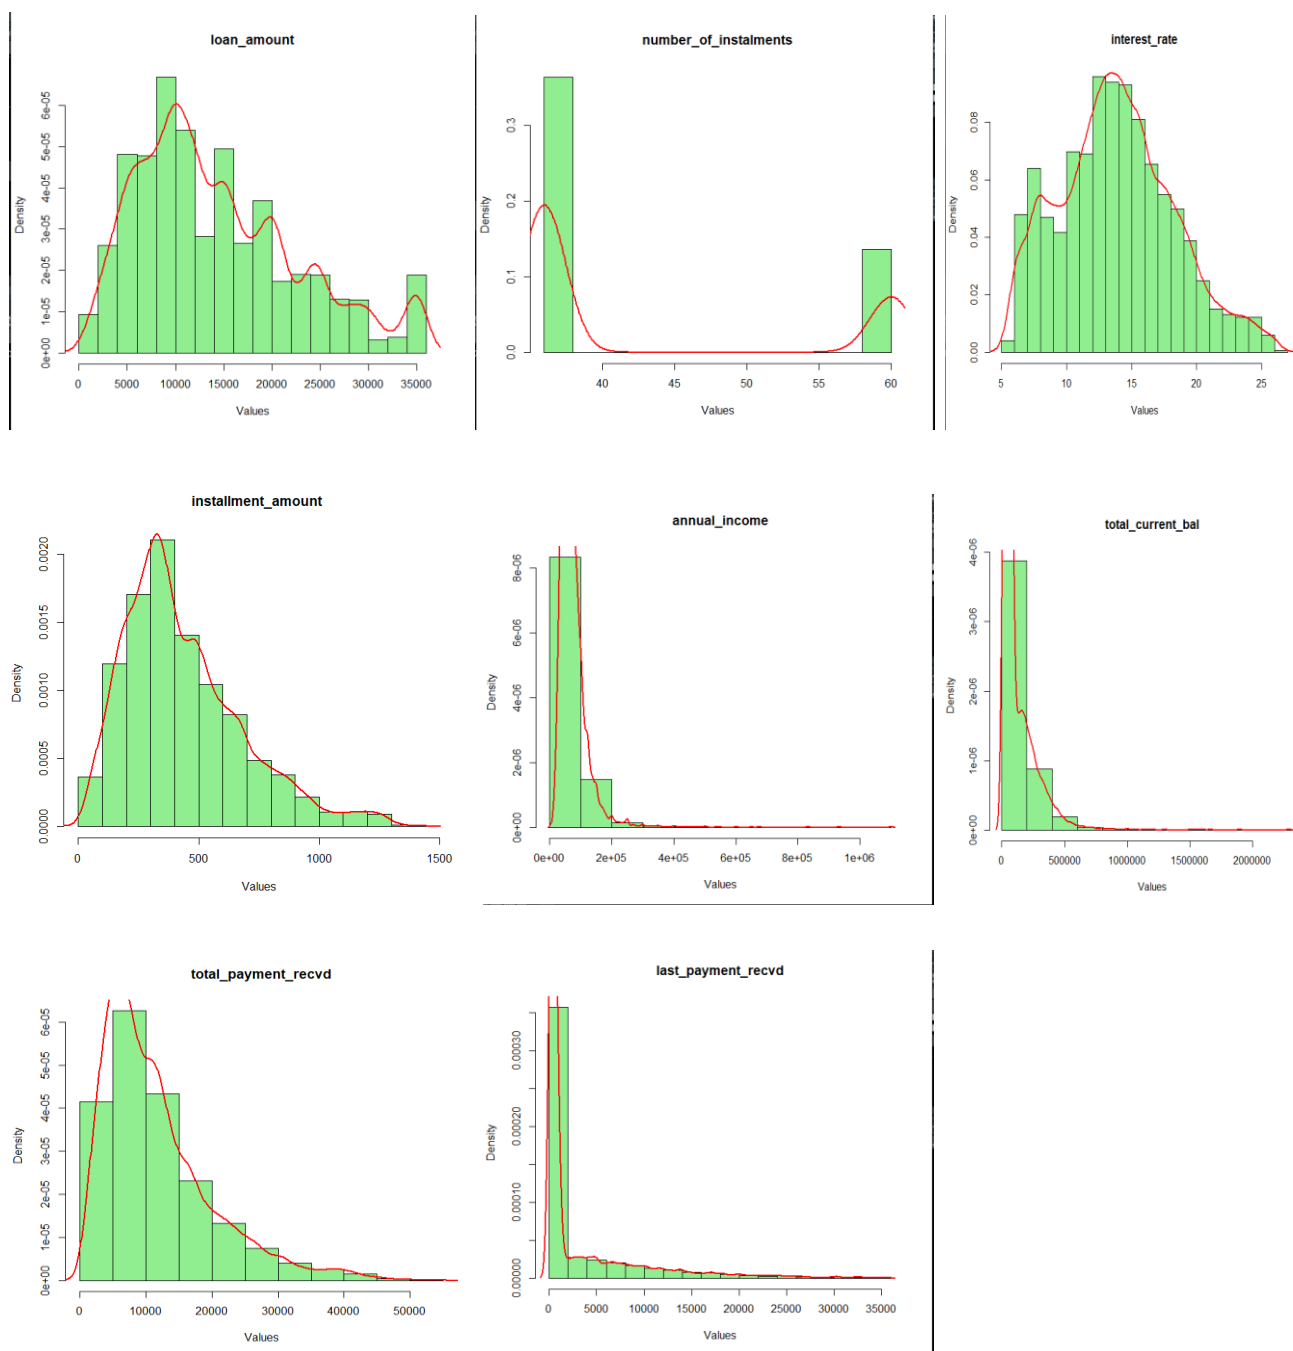 loan_amount
Density
0e+00 1e-05 2e-05 3e-05 4e-05 5e-05 6e-05
0 5000 10000 15000 20000 25000 30000 35000
Values
number_of_instalments
Density
0.0 0.1 0.2 0.3
40 45 50 55 60
Values
interest_rate
Density
0.00 0.02 0.04 0.06 0.08
5 10 15 20 25
Values
installment_amount
Density
0.0000 0.0005 0.0010 0.0015 0.0020
0 500 1000 1500
Values
annual_income
Density
0e+00 2e-06 4e-06 6e-06 8e-06
0e+00 2e+05 4e+05 6e+05 8e+05 1e+06
Values
total_current_bal
Density
0e+00 1e-06 2e-06 3e-06 4e-06
0 500000 1000000 1500000 2000000
Values
total_payment_recvd
Density
0e+00 1e-05 2e-05 3e-05 4e-05 5e-05 6e-05
0 10000 20000 30000 40000 50000
Values
last_payment_recvd
Density
0.00000 0.00010 0.00020 0.00030
0 5000 10000 15000 20000 25000 30000 35000
Values